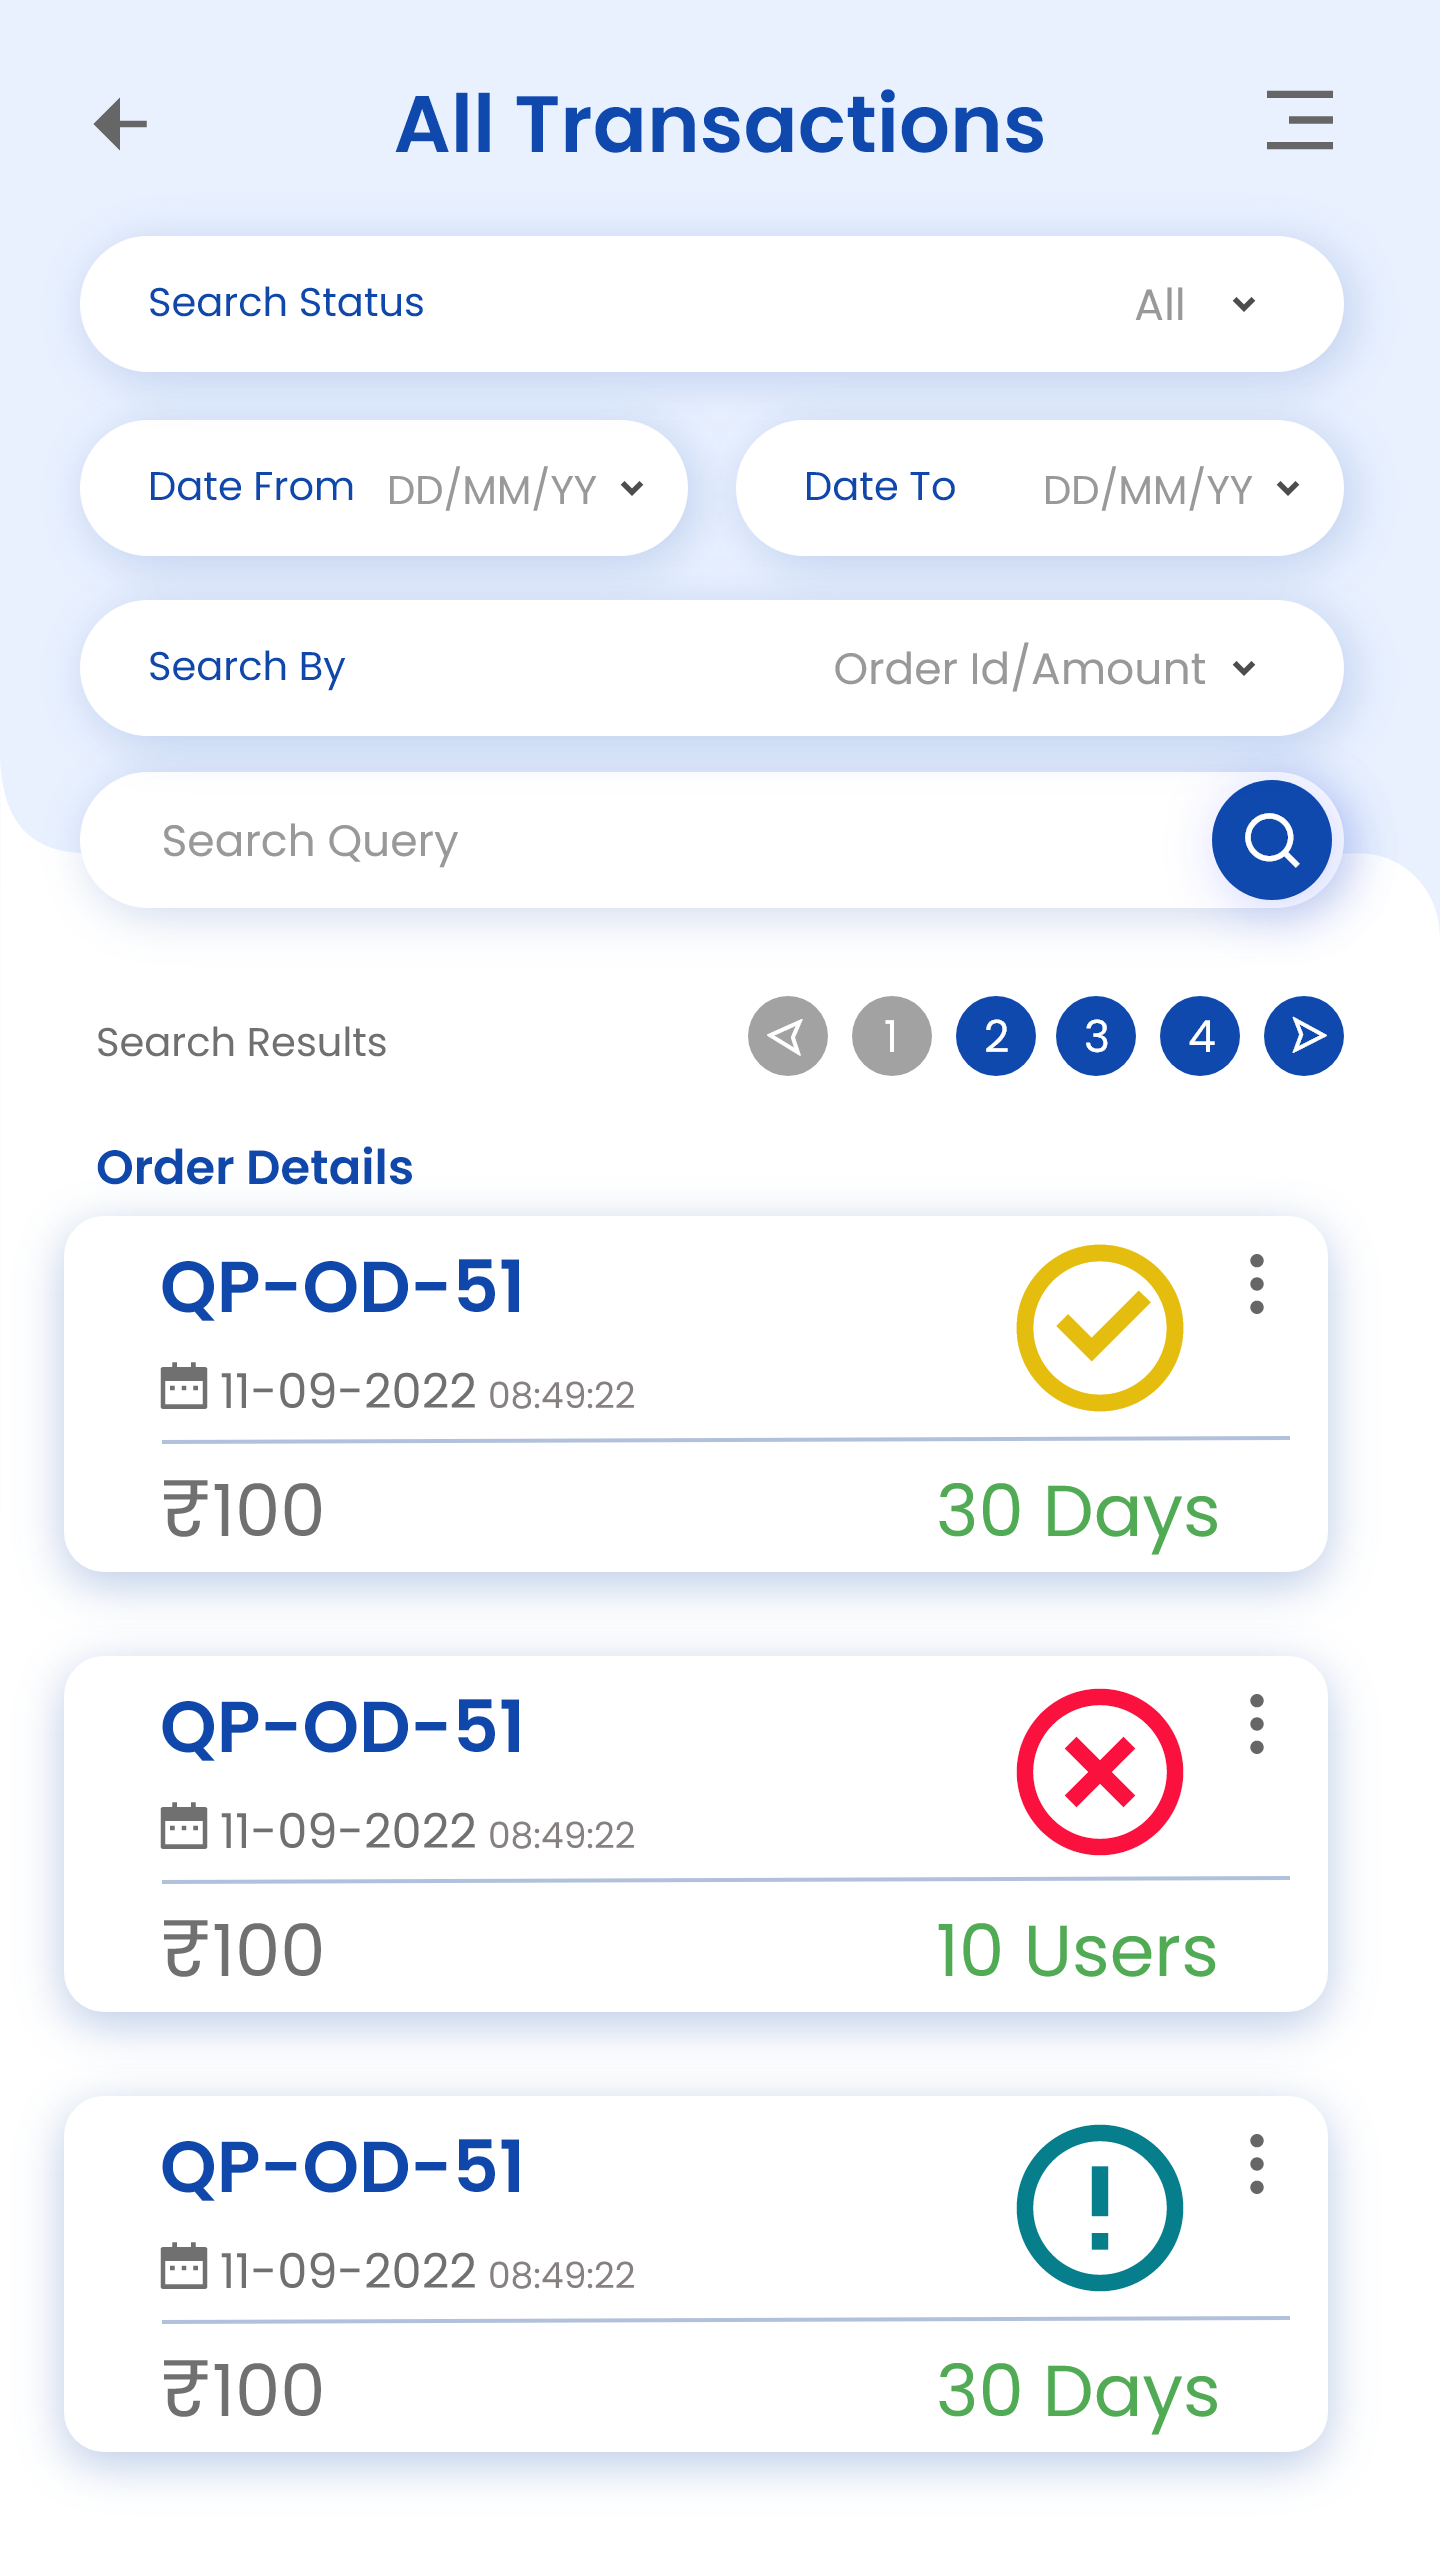 All Transactions
Search Status All
Date From DD/MM/YY Date To DD/MM/YY
Search By Order Id/Amount
Search Query
Search Results 1 2 3 4
Order Details
QP-OD-51
11-09-2022 08:49:22
₹100 30 Days
QP-OD-51
11-09-2022 08:49:22
₹100 10 Users
QP-OD-51
11-09-2022 08:49:22
₹100 30 Days